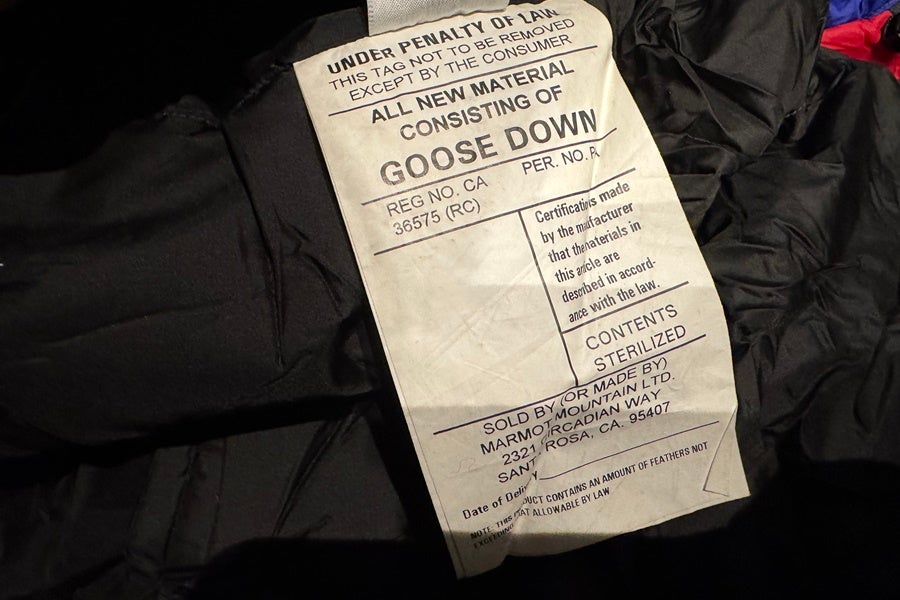 UNDER PENALTY OF LAW
THIS TAG NOT TO BE REMOVED
EXCEPT BY THE CONSUMER
ALL NEW MATERIAL
CONSISTING OF
GOOSE DOWN
REG NO. CA
36575 (RC)
PER. NO. P
Certification is made
by the manufacturer
that the materials in
this article are
described in accord-
ance with the law.
CONTENTS
STERILIZED
SOLD BY (OR MADE BY)
MARMOT MOUNTAIN LTD.
2321 CIRCADIAN WAY
SANTA ROSA, CA. 95407
Date of Delivery
NOTE: THIS PRODUCT CONTAINS AN AMOUNT OF FEATHERS NOT
EXCEEDING THAT ALLOWABLE BY LAW